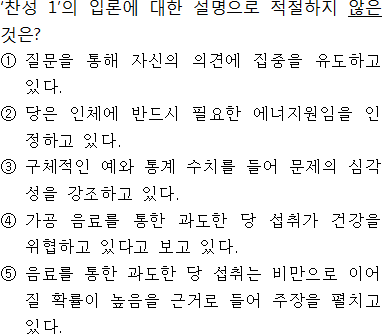 ‘찬성 1’의 입론에 대한 설명으로 적절하지 않은
것은?
① 질문을 통해 자신의 의견에 집중을 유도하고
있다.
② 당은 인체에 반드시 필요한 에너지원임을 인
정하고 있다.
③ 구체적인 예와 통계 수치를 들어 문제의 심각
성을 강조하고 있다.
④ 가공 음료를 통한 과도한 당 섭취가 건강을
위협하고 있다고 보고 있다.
⑤ 음료를 통한 과도한 당 섭취는 비만으로 이어
질 확률이 높음을 근거로 들어 주장을 펼치고
있다.